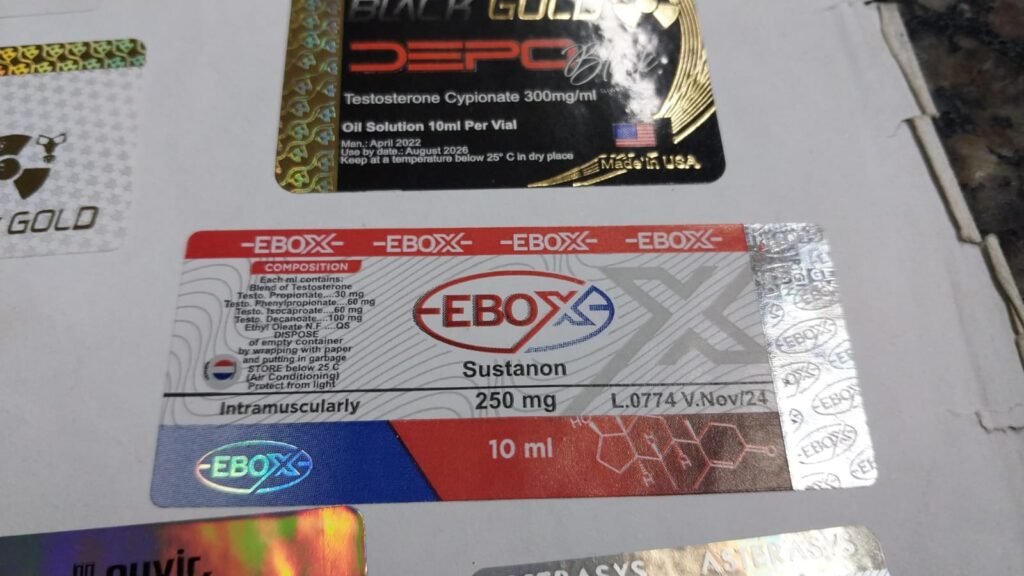 BLACK GOLD
DEPO
Testosterone Cypionate 300mg/ml
Oil Solution 10ml Per Vial
Man.: April 2022
Use by date.: August 2026
Keep at a temperature below 25° C in dry place
Made in USA
GOLD
EBOX EBOX EBOX EBOX
COMPOSITION
Each ml contains:
Blend of Testosterone
Testo. Propionate....30 mg
Testo. Phenylpropionate....60 mg
Testo. Isocaproate....60 mg
Testo. Decanoate....100 mg
Ethyl Oleate N.F....QS
DISPOSE
of empty container
by wrapping with paper
and putting in garbage
STORE below 25 C
(Air Conditioning)
Protect from light
EBOX
Sustanon
Intramuscularly
250 mg
L.0774 V.Nov/24
EBOX
10 ml
HO
H
H
EBOX
EBOX
EBOX
ASTERASYS